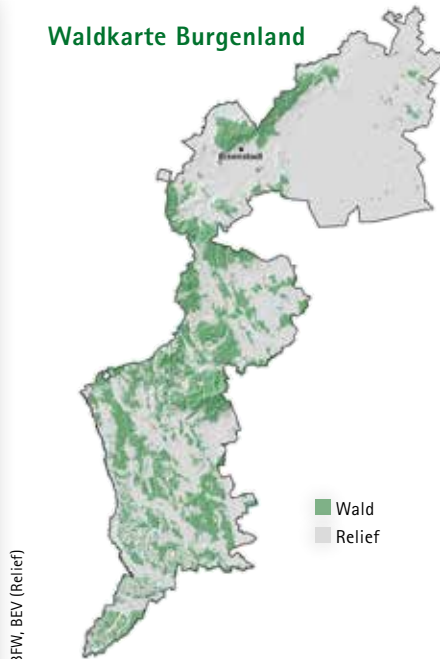 Waldkarte Burgenland
Eisenstadt
Wald
Relief
BFW, BEV (Relief)